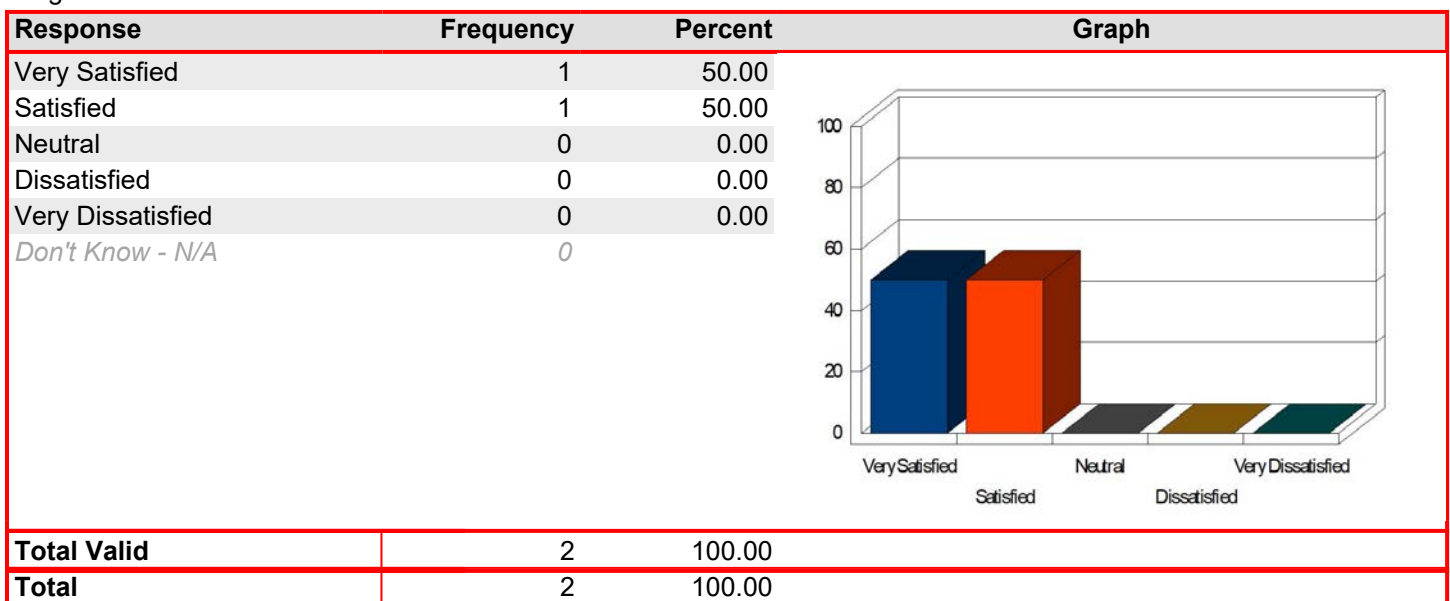 Response Frequency Percent Graph
Very Satisfied 1 50.00
Satisfied 1 50.00
Neutral 0 0.00
Dissatisfied 0 0.00
Very Dissatisfied 0 0.00
Don't Know - N/A 0
100
80
60
40
20
0
Very Satisfied Neutral Very Dissatisfied
Satisfied Dissatisfied
Total Valid 2 100.00
Total 2 100.00